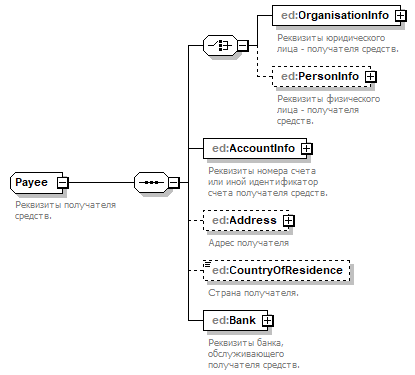 ed:OrganisationInfo
Реквизиты юридического
лица - получателя средств.
ed:PersonInfo
Реквизиты физического
лица - получателя
средств.
ed:AccountInfo
Реквизиты номера счета
или иной идентификатор
счета получателя средств.
Payee
Реквизиты получателя
средств.
ed:Address
Адрес получателя
ed:CountryOfResidence
Страна получателя.
ed:Bank
Реквизиты банка,
обслуживающего
получателя средств.